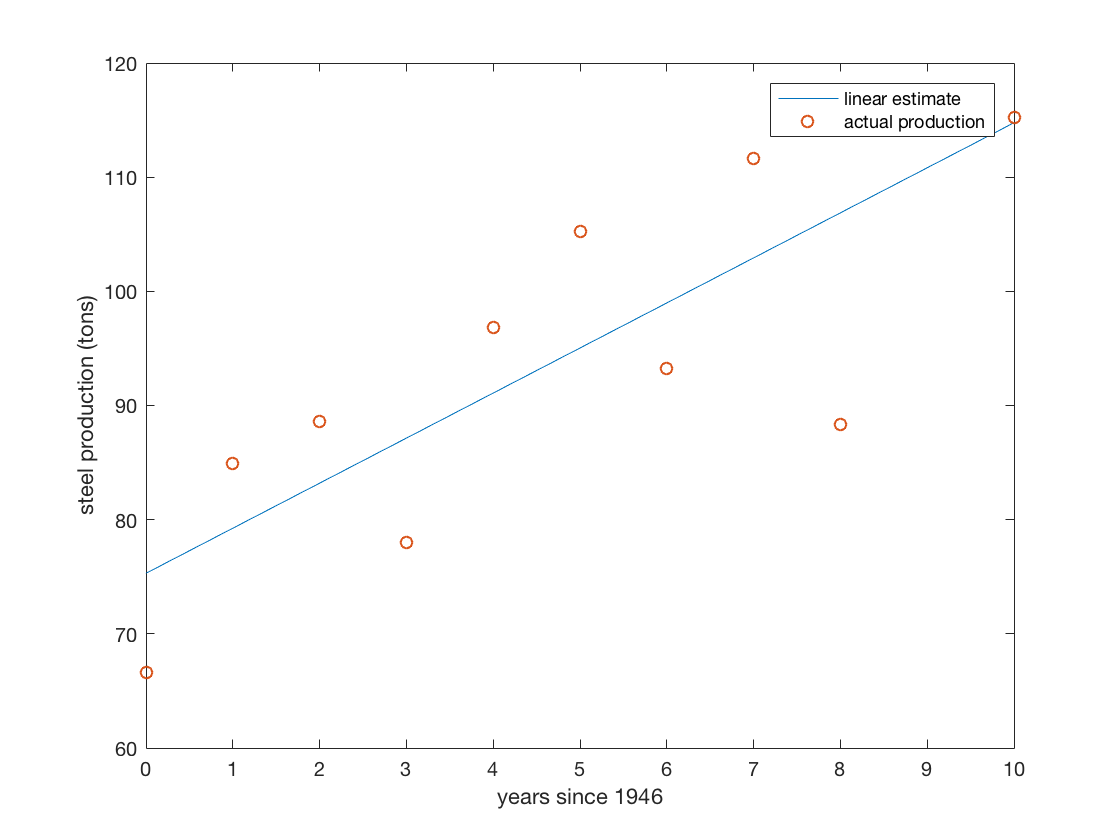 120
110
100
90
80
70
60
steel production (tons)
linear estimate
actual production
0 1 2 3 4 5 6 7 8 9 10
years since 1946